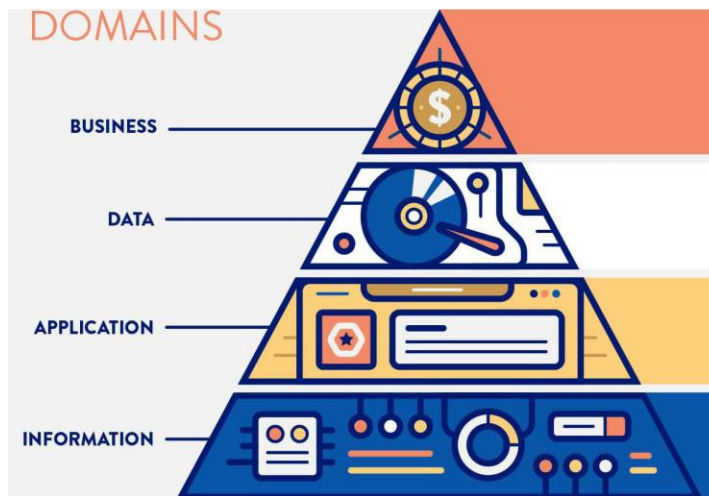 DOMAINS
BUSINESS
$
DATA
APPLICATION
INFORMATION